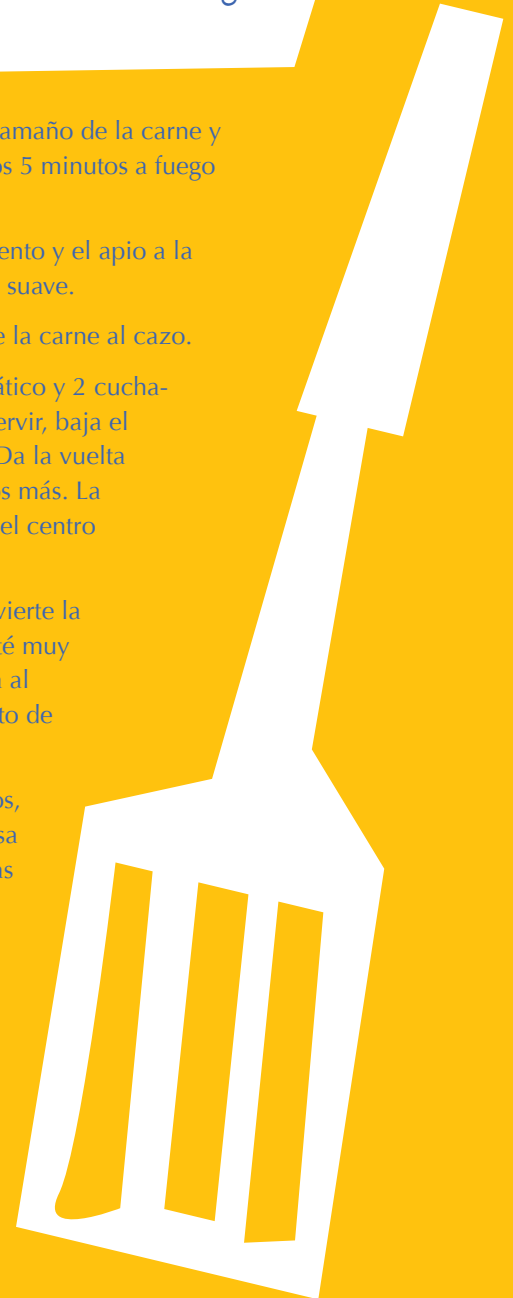 amaño de la carne y
os 5 minutos a fuego
ento y el apio a la
suave.
e la carne al cazo.
ático y 2 cucha-
ervir, baja el
Da la vuelta
os más. La
el centro
vierte la
té muy
a al
to de
os,
sa
as